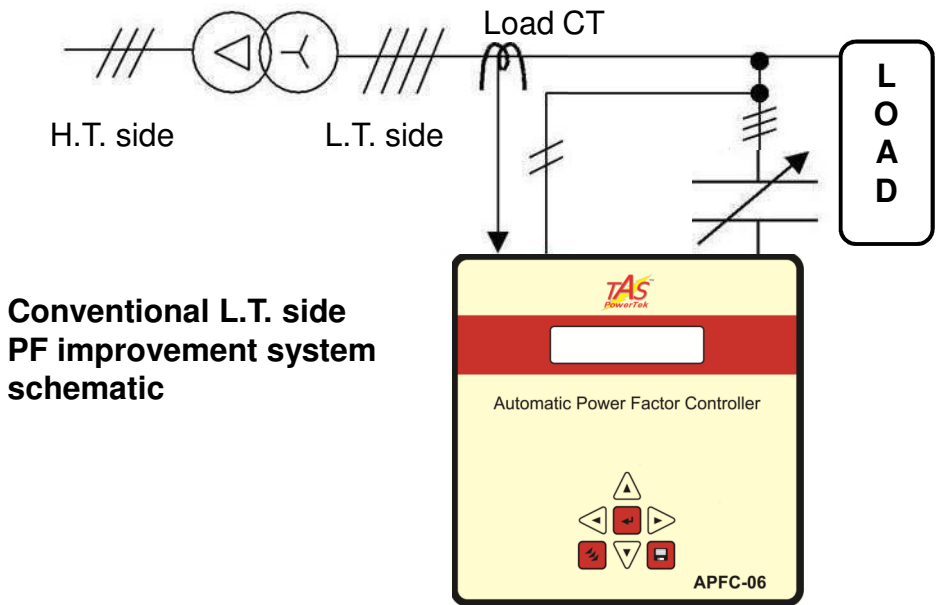 Load CT
H.T. side
L.T. side
L
O
A
D
Conventional L.T. side
PF improvement system
schematic
TAS
PowerTek
Automatic Power Factor Controller
APFC-06